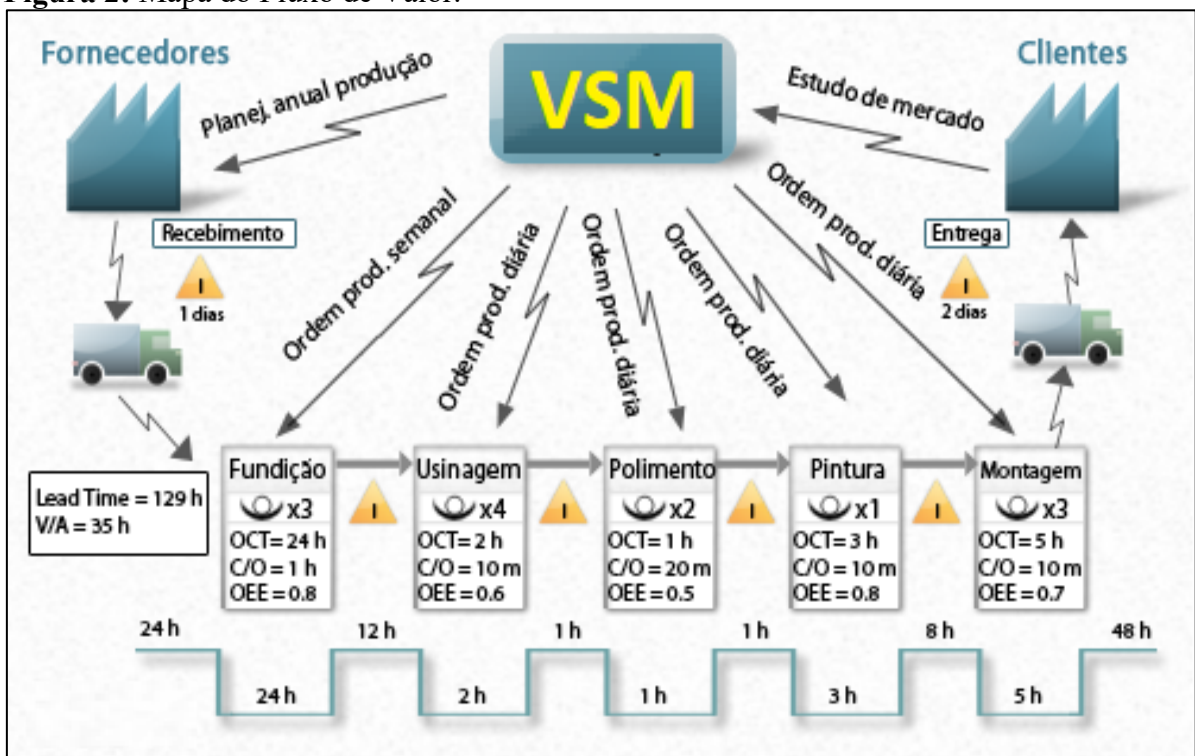 Figura 2: Mapa do Fluxo de Valor.
Fornecedores
VSM
Clientes
Planej, anual produção
Estudo de mercado
Recebimento
I
1 dias
Entrega
I
2 dias
Ordem prod. semanal
Ordem prod. diária
Ordem prod. diária
Ordem prod. diária
Ordem prod. diária
Lead Time = 129 h
V/A = 35 h
Fundição
x3
OCT= 24 h
C/O = 1 h
OEE = 0.8
I
Usinagem
x4
OCT= 2 h
C/O = 10 m
OEE = 0.6
I
Polimento
x2
OCT= 1 h
C/O = 20 m
OEE = 0.5
I
Pintura
x1
OCT= 3 h
C/O = 10 m
OEE = 0.8
I
Montagem
x3
OCT= 5 h
C/O = 10 m
OEE = 0.7
24 h
12 h
1 h
1 h
8 h
48 h
24 h
2 h
1 h
3 h
5 h